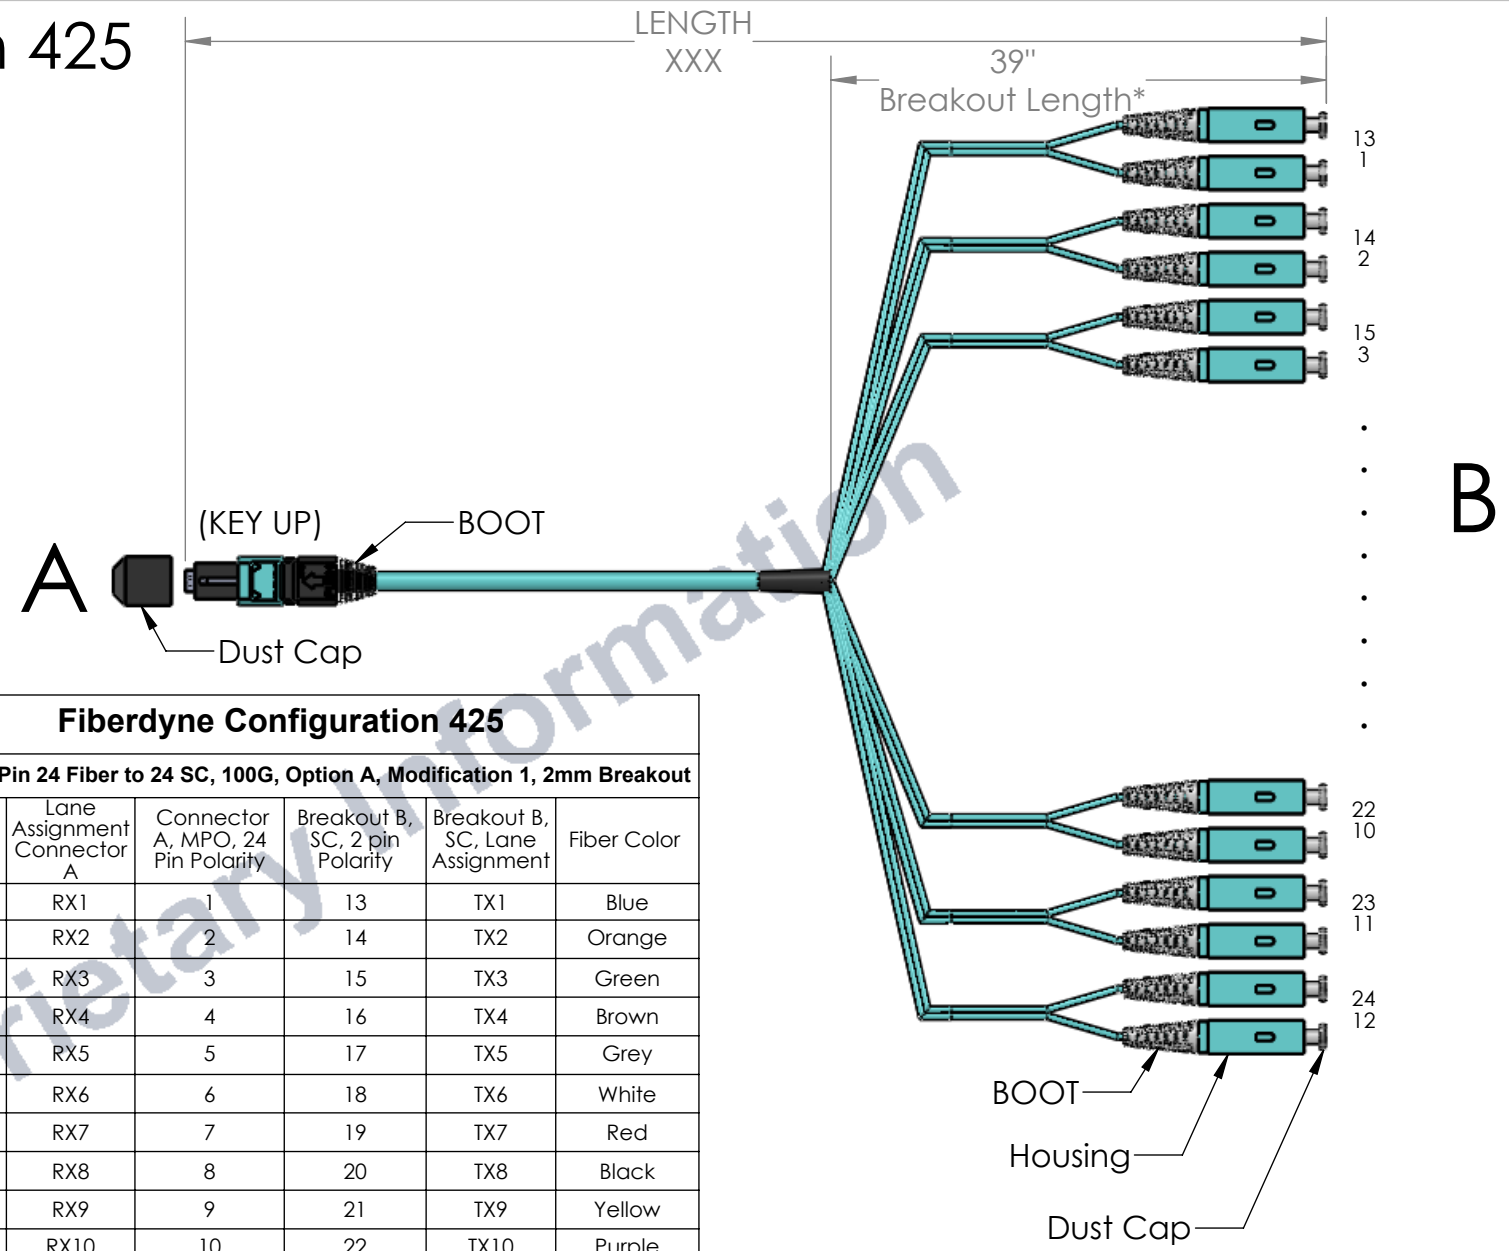 n 425
LENGTH
XXX
39"
Breakout Length*
13
1
14
2
15
3
B
(KEY UP)
BOOT
A
Dust Cap
22
10
23
11
24
12
BOOT
Housing
Dust Cap
rietary Information
Fiberdyne Configuration 425
Pin 24 Fiber to 24 SC, 100G, Option A, Modification 1, 2mm Breakout
Lane Assignment Connector A | Connector A, MPO, 24 Pin Polarity | Breakout B, SC, 2 pin Polarity | Breakout B, SC, Lane Assignment | Fiber Color
RX1 1 13 TX1 Blue
RX2 2 14 TX2 Orange
RX3 3 15 TX3 Green
RX4 4 16 TX4 Brown
RX5 5 17 TX5 Grey
RX6 6 18 TX6 White
RX7 7 19 TX7 Red
RX8 8 20 TX8 Black
RX9 9 21 TX9 Yellow
RX10 10 22 TX10 Purple